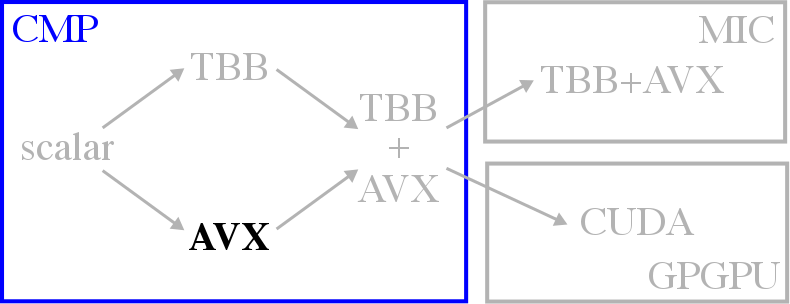 CMP
TBB
scalar
AVX
TBB
+
AVX
MIC
TBB+AVX
CUDA
GPGPU